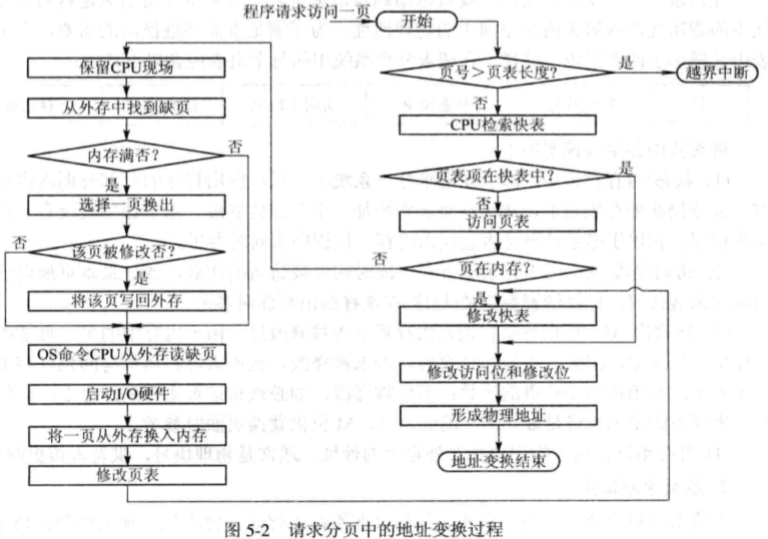 程序请求访问一页
开始
页号＞页表长度?
是
越界中断
否
CPU检索快表
页表项在快表中?
是
否
访问页表
否
页在内存?
是
修改快表
修改访问位和修改位
形成物理地址
地址变换结束
保留CPU现场
从外存中找到缺页
内存满否?
否
是
选择一页换出
否
该页被修改否?
是
将该页写回外存
OS命令CPU从外存读缺页
启动I/O硬件
将一页从外存换入内存
修改页表
图 5-2 请求分页中的地址变换过程